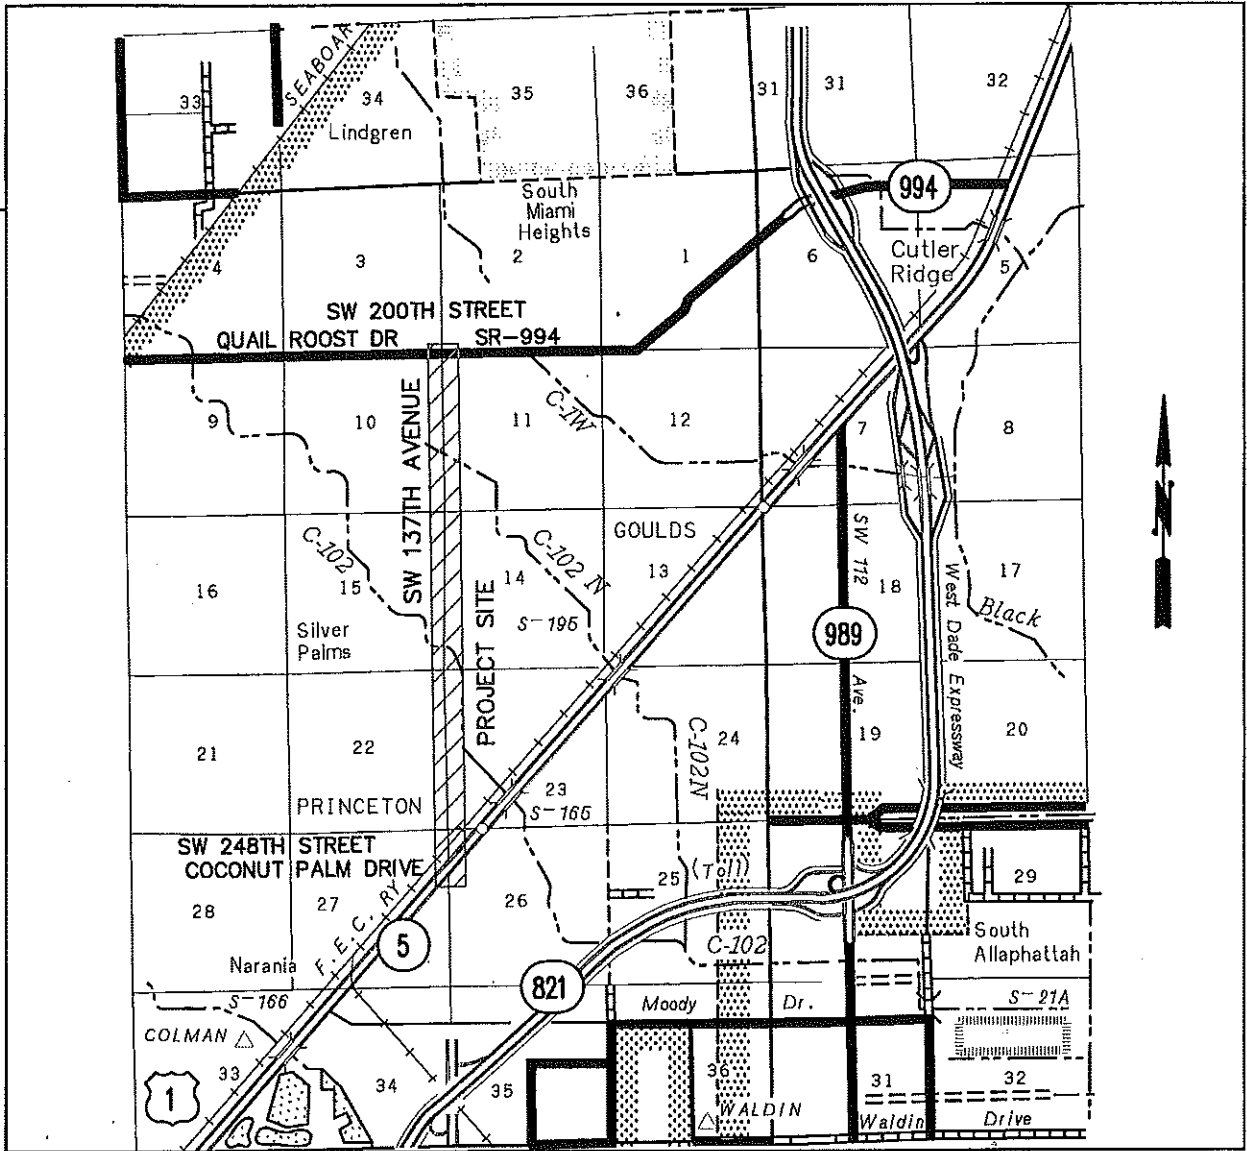 SEABOAR
33
34
35
36
31
31
32
Lindgren
994
South
Miami
Heights
Cutler
Ridge
4
3
2
1
6
5
SW 200TH STREET
QUAIL ROOST DR SR-994
9
10
11
12
7
8
C-1W
SW 137TH AVENUE
N
GOULDS
C-102
C-102 N
SW 112
Ave.
West Dade Expressway
16
15
14
13
18
17
Black
PROJECT SITE
S-195
989
Silver
Palms
21
22
23
24
19
20
C-102N
PRINCETON
S-165
SW 248TH STREET
COCONUT PALM DRIVE
(Toll)
28
27
26
25
29
F.E.C. RY.
5
South
Allaphattah
C-102
Narania
821
S-166
Moody Dr.
S-21A
COLMAN
33
34
35
36
31
32
1
WALDIN
Waldin Drive